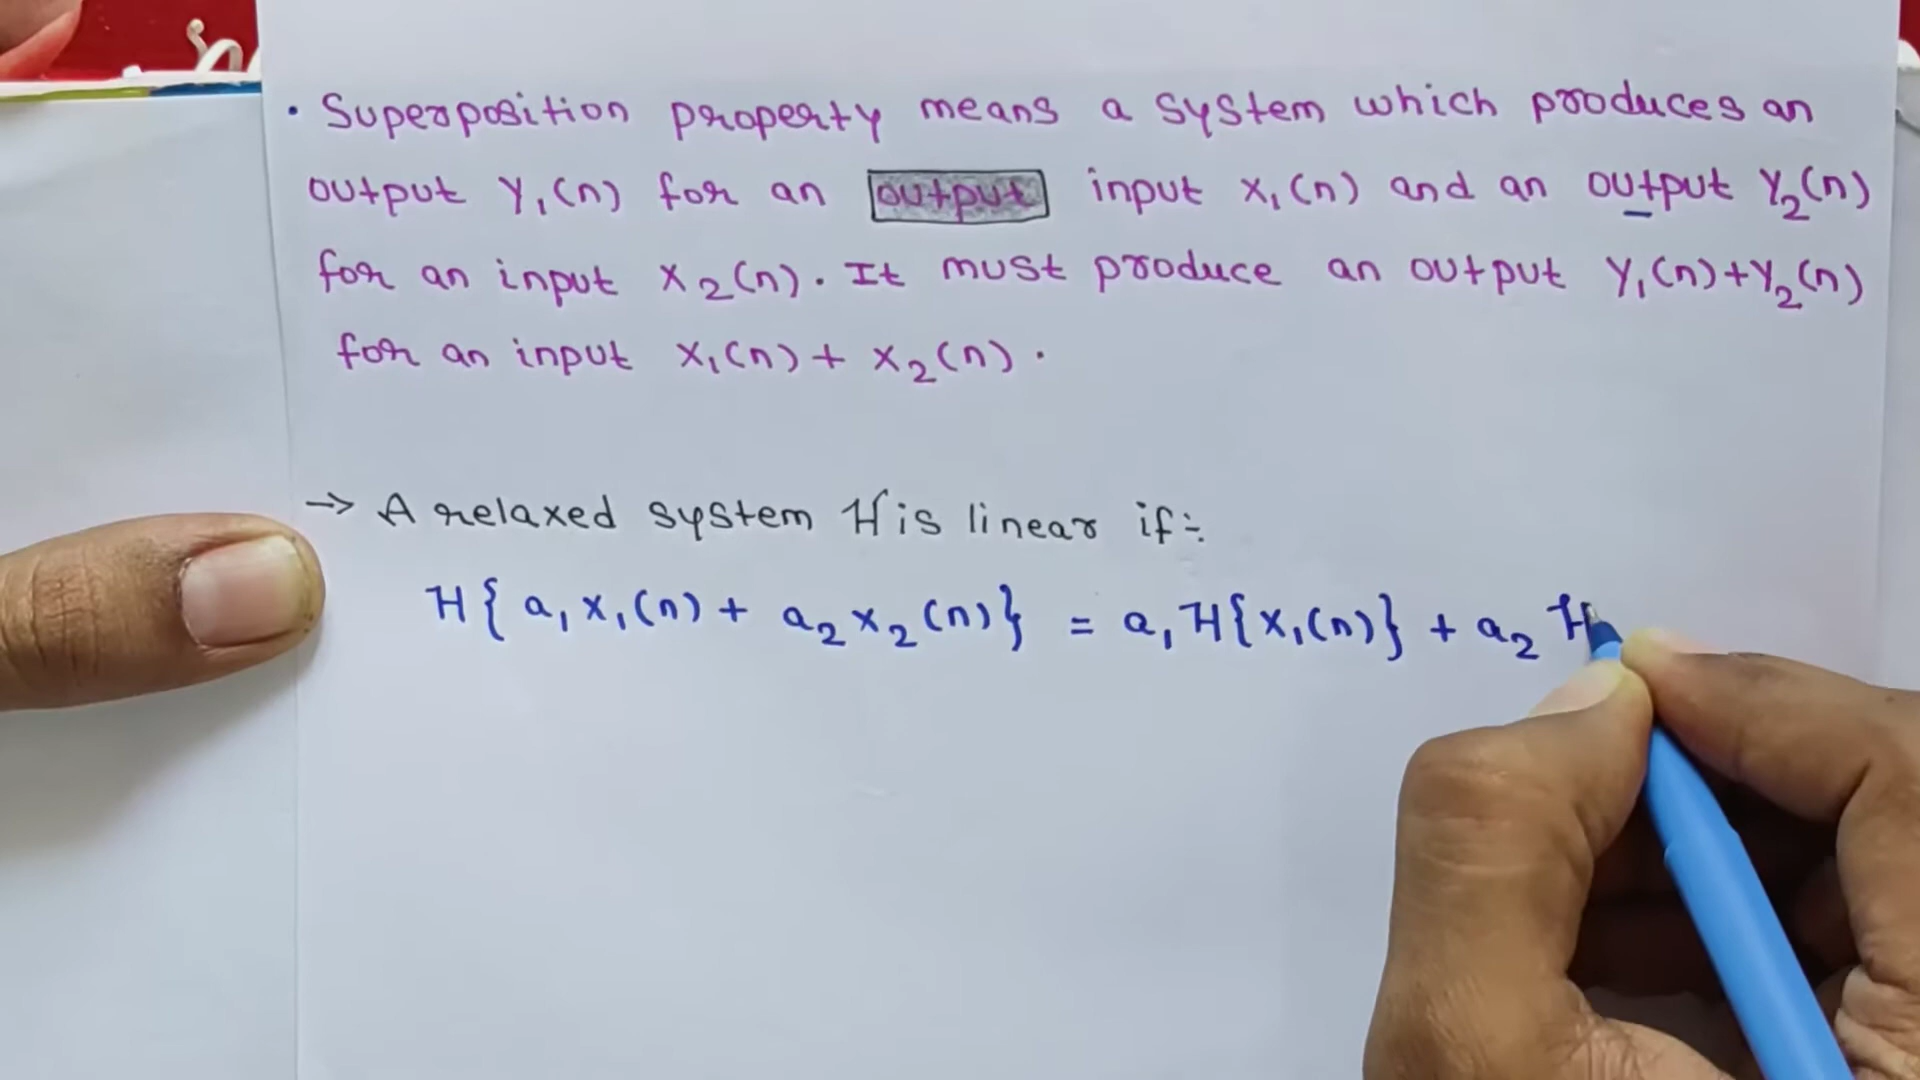 • Superposition property means a system which produces an
output Y₁(n) for an output input x₁(n) and an output Y₂(n)
for an input x₂(n). It must produce an output Y₁(n)+Y₂(n)
for an input x₁(n) + x₂(n).
→ A relaxed system H is linear if:-
H{a₁x₁(n) + a₂x₂(n)} = a₁H{x₁(n)} + a₂ H